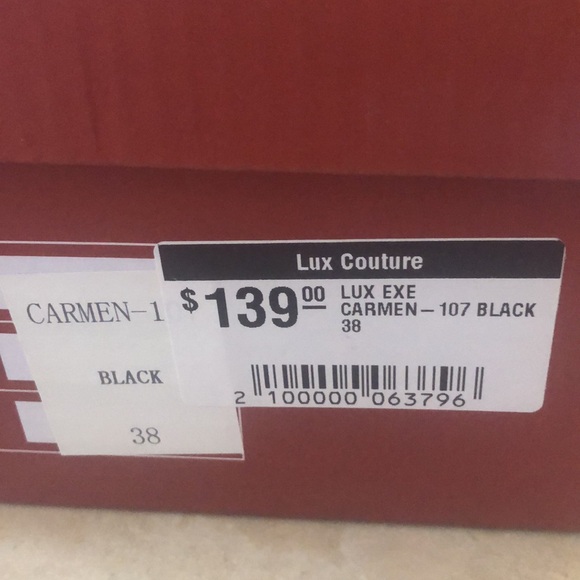 Lux Couture
$139.00 LUX EXE
CARMEN-107 BLACK
38
2 100000 063796
CARMEN-1
BLACK
38